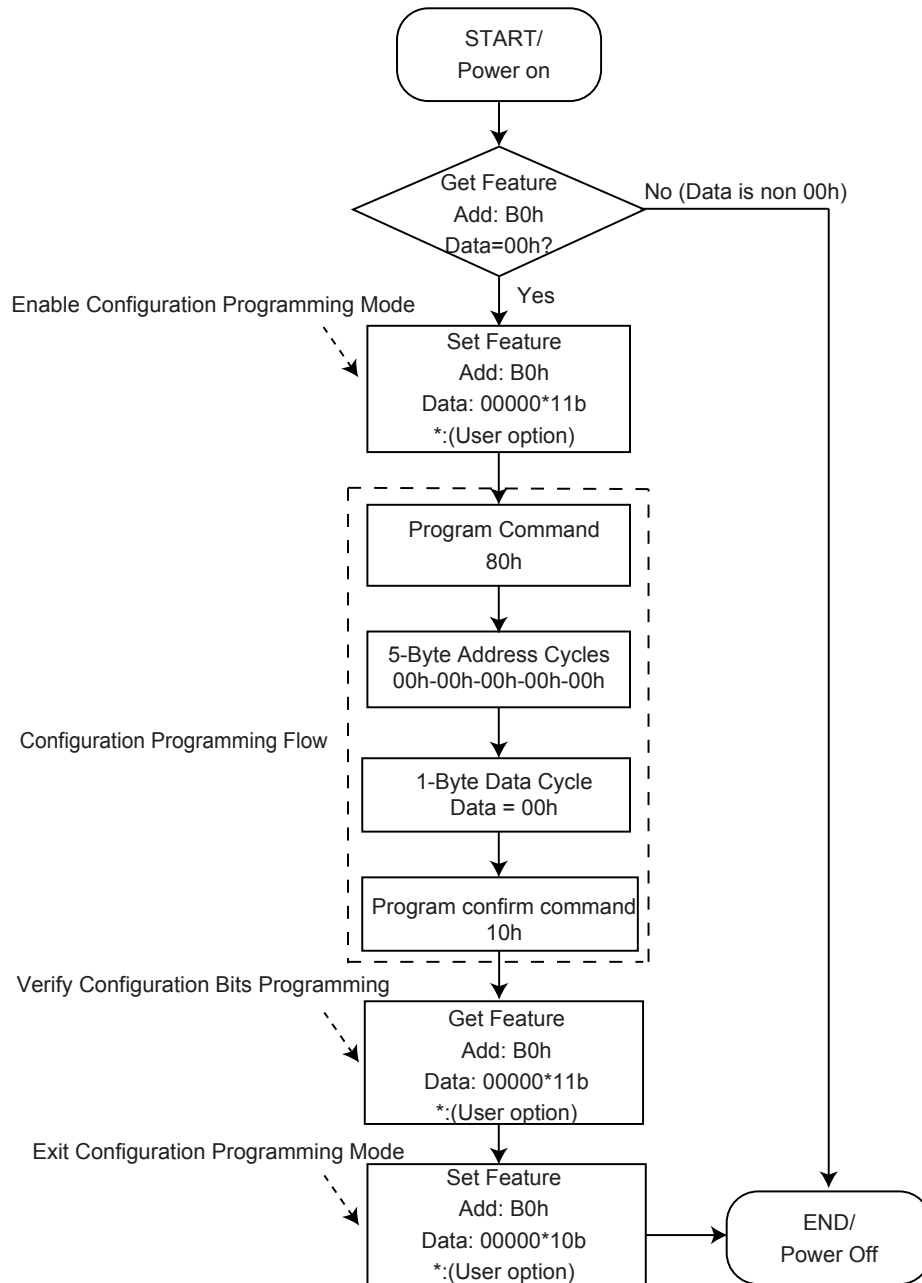 START/
Power on
Get Feature
Add: B0h
Data=00h?
No (Data is non 00h)
Yes
Enable Configuration Programming Mode
Set Feature
Add: B0h
Data: 00000*11b
*:(User option)
Program Command
80h
5-Byte Address Cycles
00h-00h-00h-00h-00h
Configuration Programming Flow
1-Byte Data Cycle
Data = 00h
Program confirm command
10h
Verify Configuration Bits Programming
Get Feature
Add: B0h
Data: 00000*11b
*:(User option)
Exit Configuration Programming Mode
Set Feature
Add: B0h
Data: 00000*10b
*:(User option)
END/
Power Off